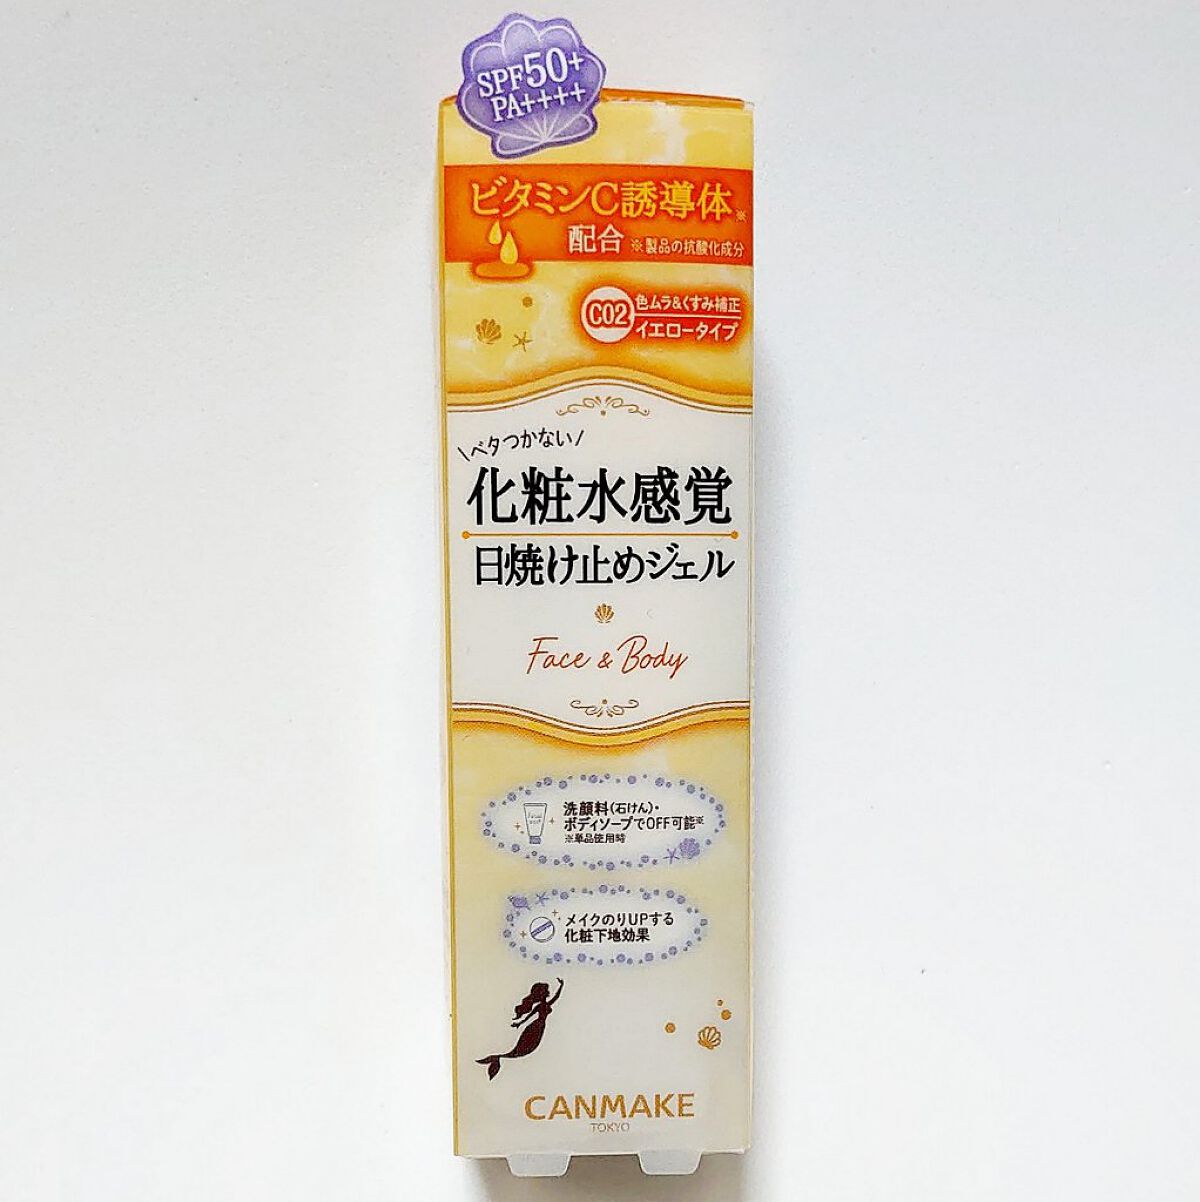 SPF50+
PA++++
ビタミンC誘導体※
配合 ※製品の抗酸化成分
C02
色ムラ&くすみ補正
イエロータイプ
\ベタつかない/
化粧水感覚
日焼け止めジェル
Face & Body
洗顔料(石けん)・
ボディソープでOFF可能※
※単品使用時
メイクのりUPする
化粧下地効果
CANMAKE
TOKYO